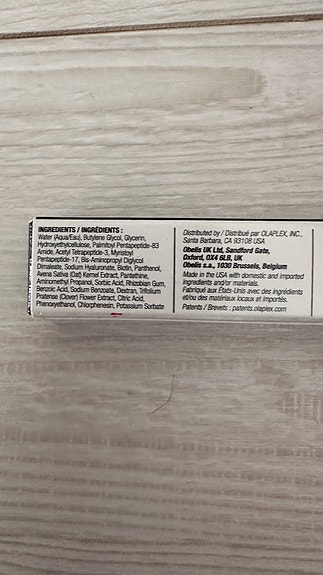 INGREDIENTS / INGRÉDIENTS :
Water (Aqua/Eau), Butylene Glycol, Glycerin,
Hydroxyethylcellulose, Palmitoyl Pentapeptide-83
Amide, Acetyl Tetrapeptide-3, Myristoyl
Pentapeptide-17, Bis-Aminopropyl Diglycol
Dimaleate, Sodium Hyaluronate, Biotin, Panthenol,
Avena Sativa (Oat) Kernel Extract, Pantethine,
Aminomethyl Propanol, Sorbic Acid, Rhizobian Gum,
Benzoic Acid, Sodium Benzoate, Dextran, Trifolium
Pratense (Clover) Flower Extract, Citric Acid,
Phenoxyethanol, Chlorphenesin, Potassium Sorbate
Distributed by / Distribué par OLAPLEX, INC.,
Santa Barbara, CA 93108 USA
Obelis UK Ltd, Sandford Gate,
Oxford, OX4 6LB, UK
Obelis s.a., 1030 Brussels, Belgium
Made in the USA with domestic and imported
ingredients and/or materials.
Fabriqué aux États-Unis avec des ingrédients
et/ou des matériaux locaux et importés.
Patents / Brevets : patents.olaplex.com